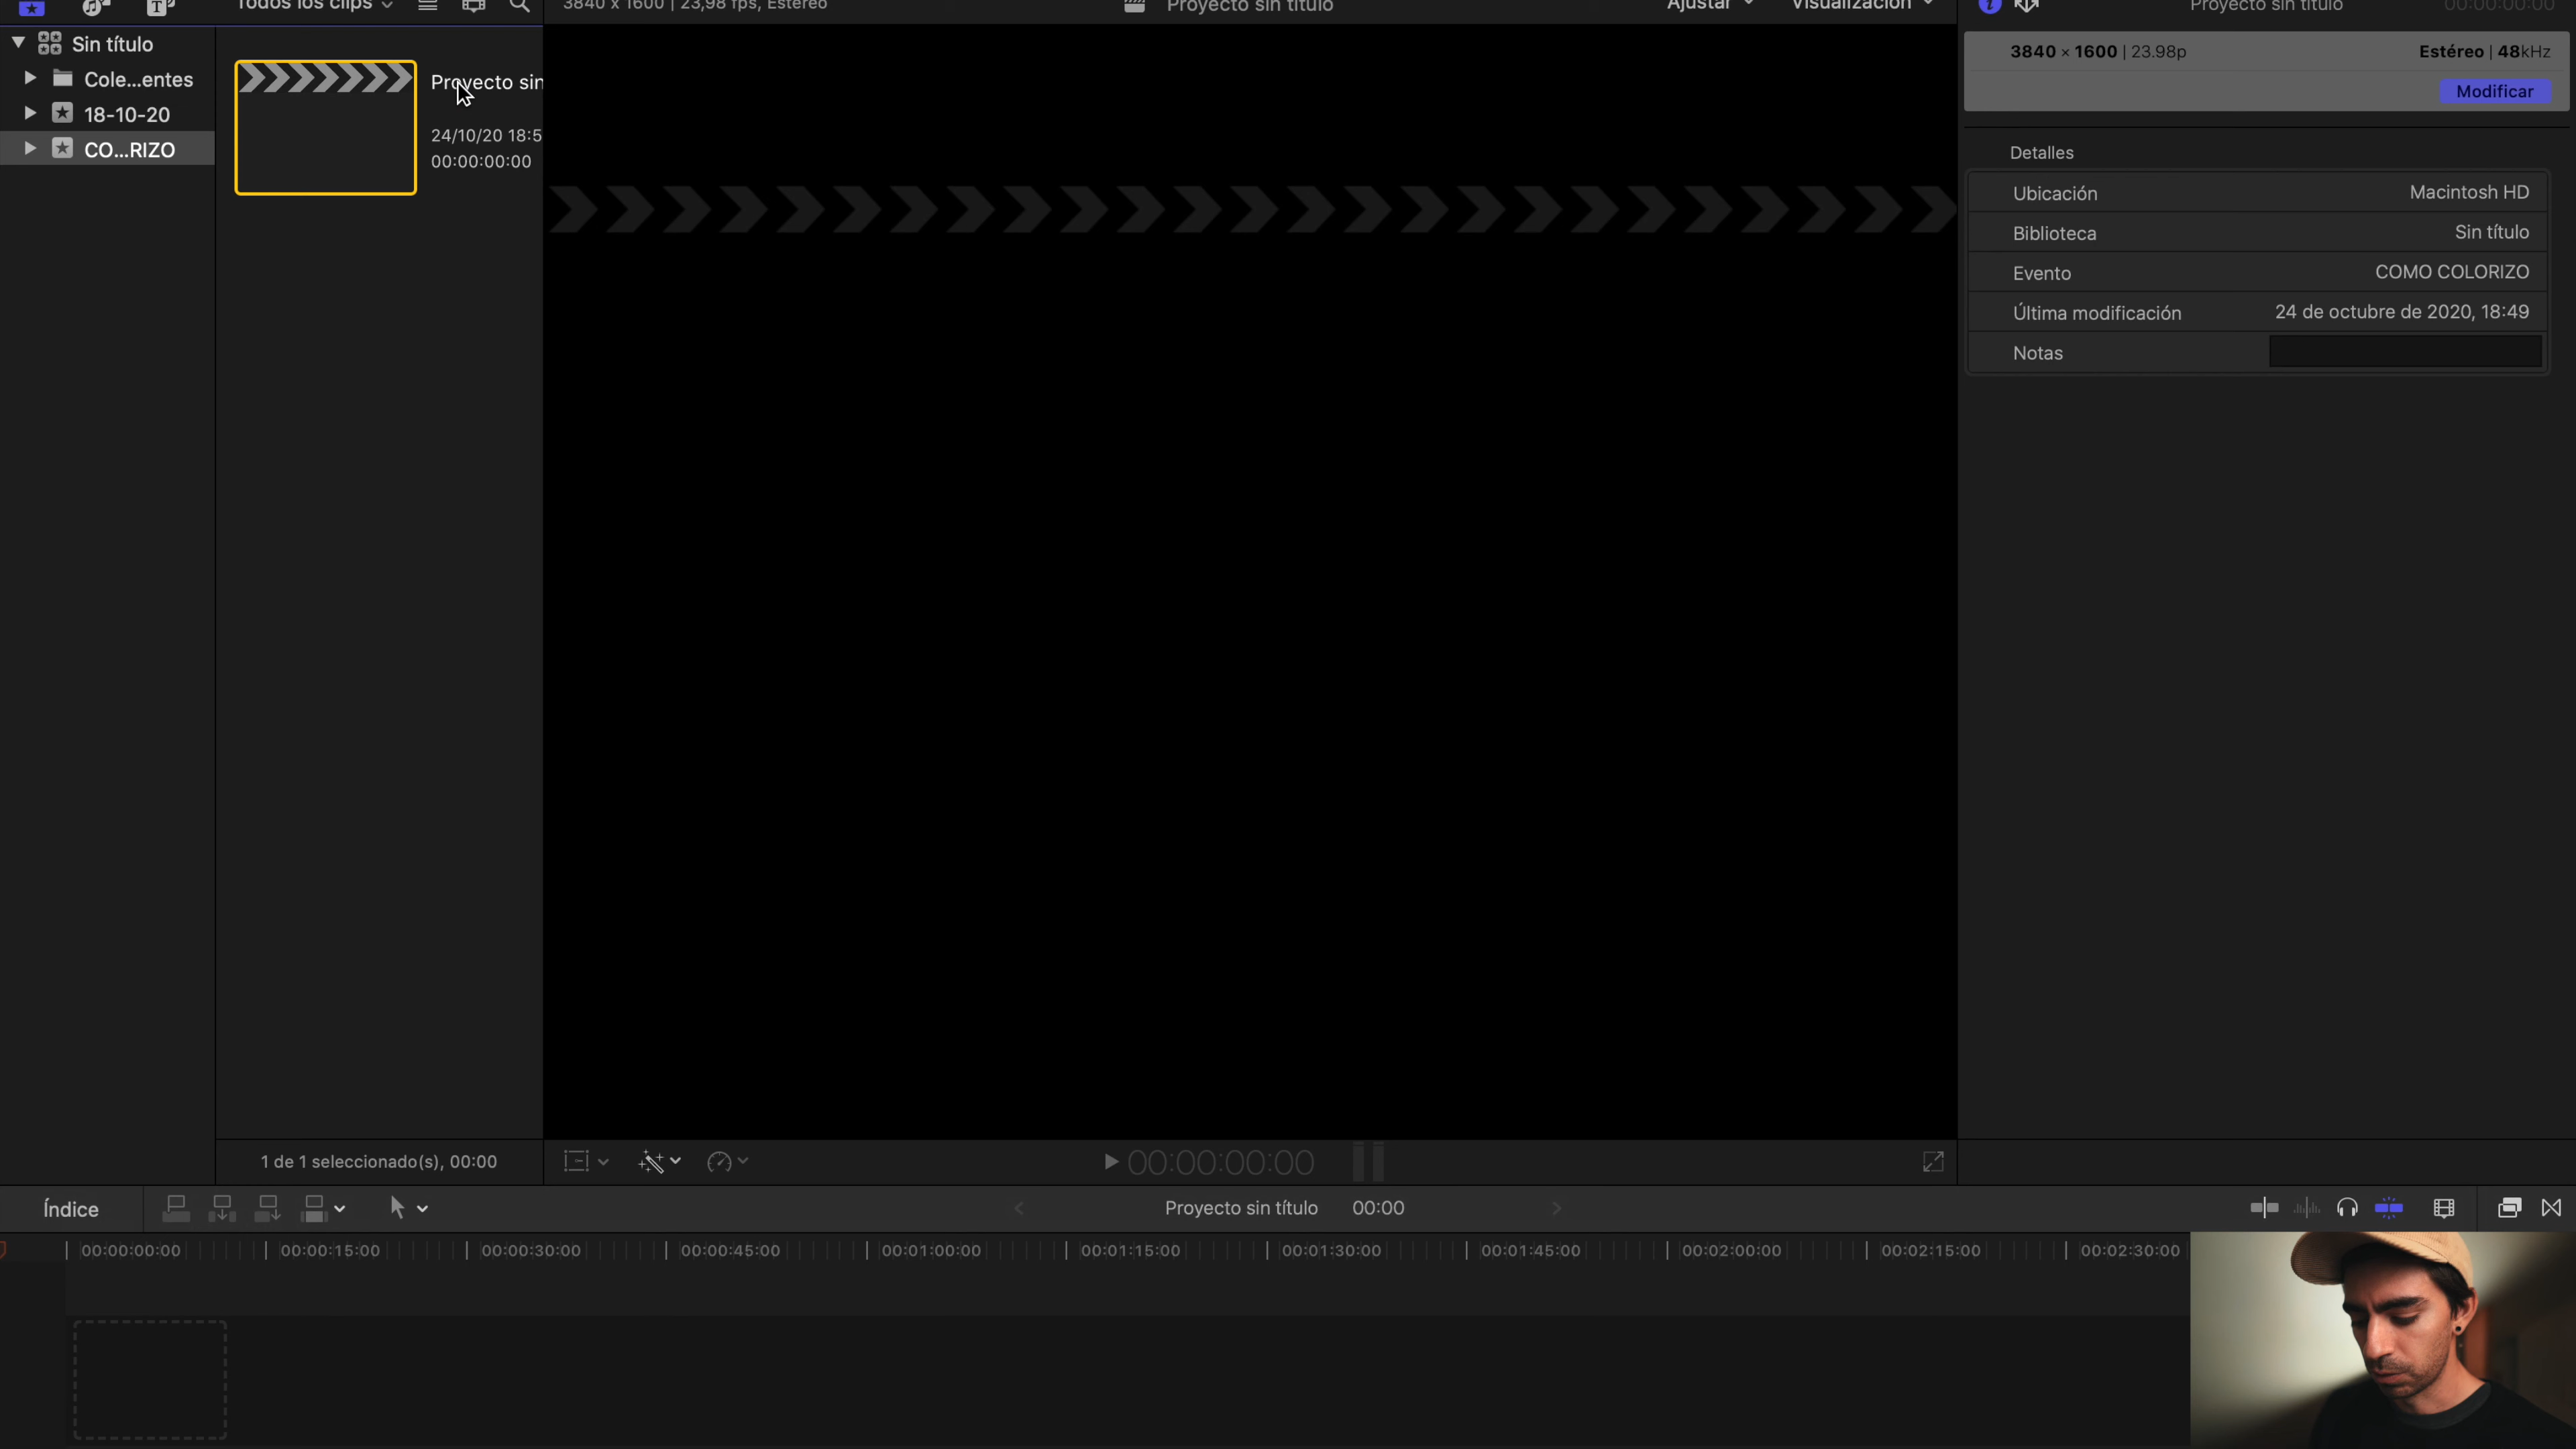 Todos los clips
3840 x 1600 | 23,98 fps, Estéreo
Proyecto sin título
Ajustar
Visualización
Proyecto sin título
00:00:00:00
Sin título
Cole...entes
18-10-20
CO...RIZO
Proyecto sin
24/10/20 18:5
00:00:00:00
3840 × 1600 | 23.98p
Estéreo | 48kHz
Modificar
Detalles
Ubicación
Macintosh HD
Biblioteca
Sin título
Evento
COMO COLORIZO
Última modificación
24 de octubre de 2020, 18:49
Notas
1 de 1 seleccionado(s), 00:00
00:00:00:00
Índice
Proyecto sin título
00:00
00:00:00:00
00:00:15:00
00:00:30:00
00:00:45:00
00:01:00:00
00:01:15:00
00:01:30:00
00:01:45:00
00:02:00:00
00:02:15:00
00:02:30:00